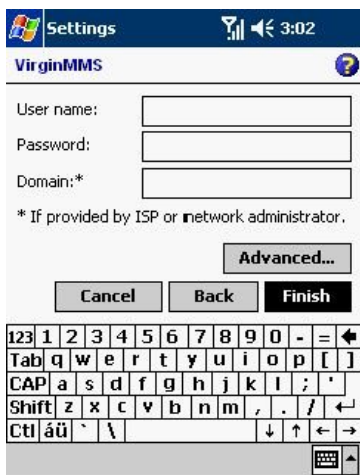 Settings 3:02
VirginMMS ?
User name:
Password:
Domain:*
* If provided by ISP or network administrator.
Advanced...
Cancel Back Finish
123 1 2 3 4 5 6 7 8 9 0 - =
Tab q w e r t y u i o p [ ]
CAP a s d f g h j k l ; '
Shift z x c v b n m , . /
Ctl áü ` \